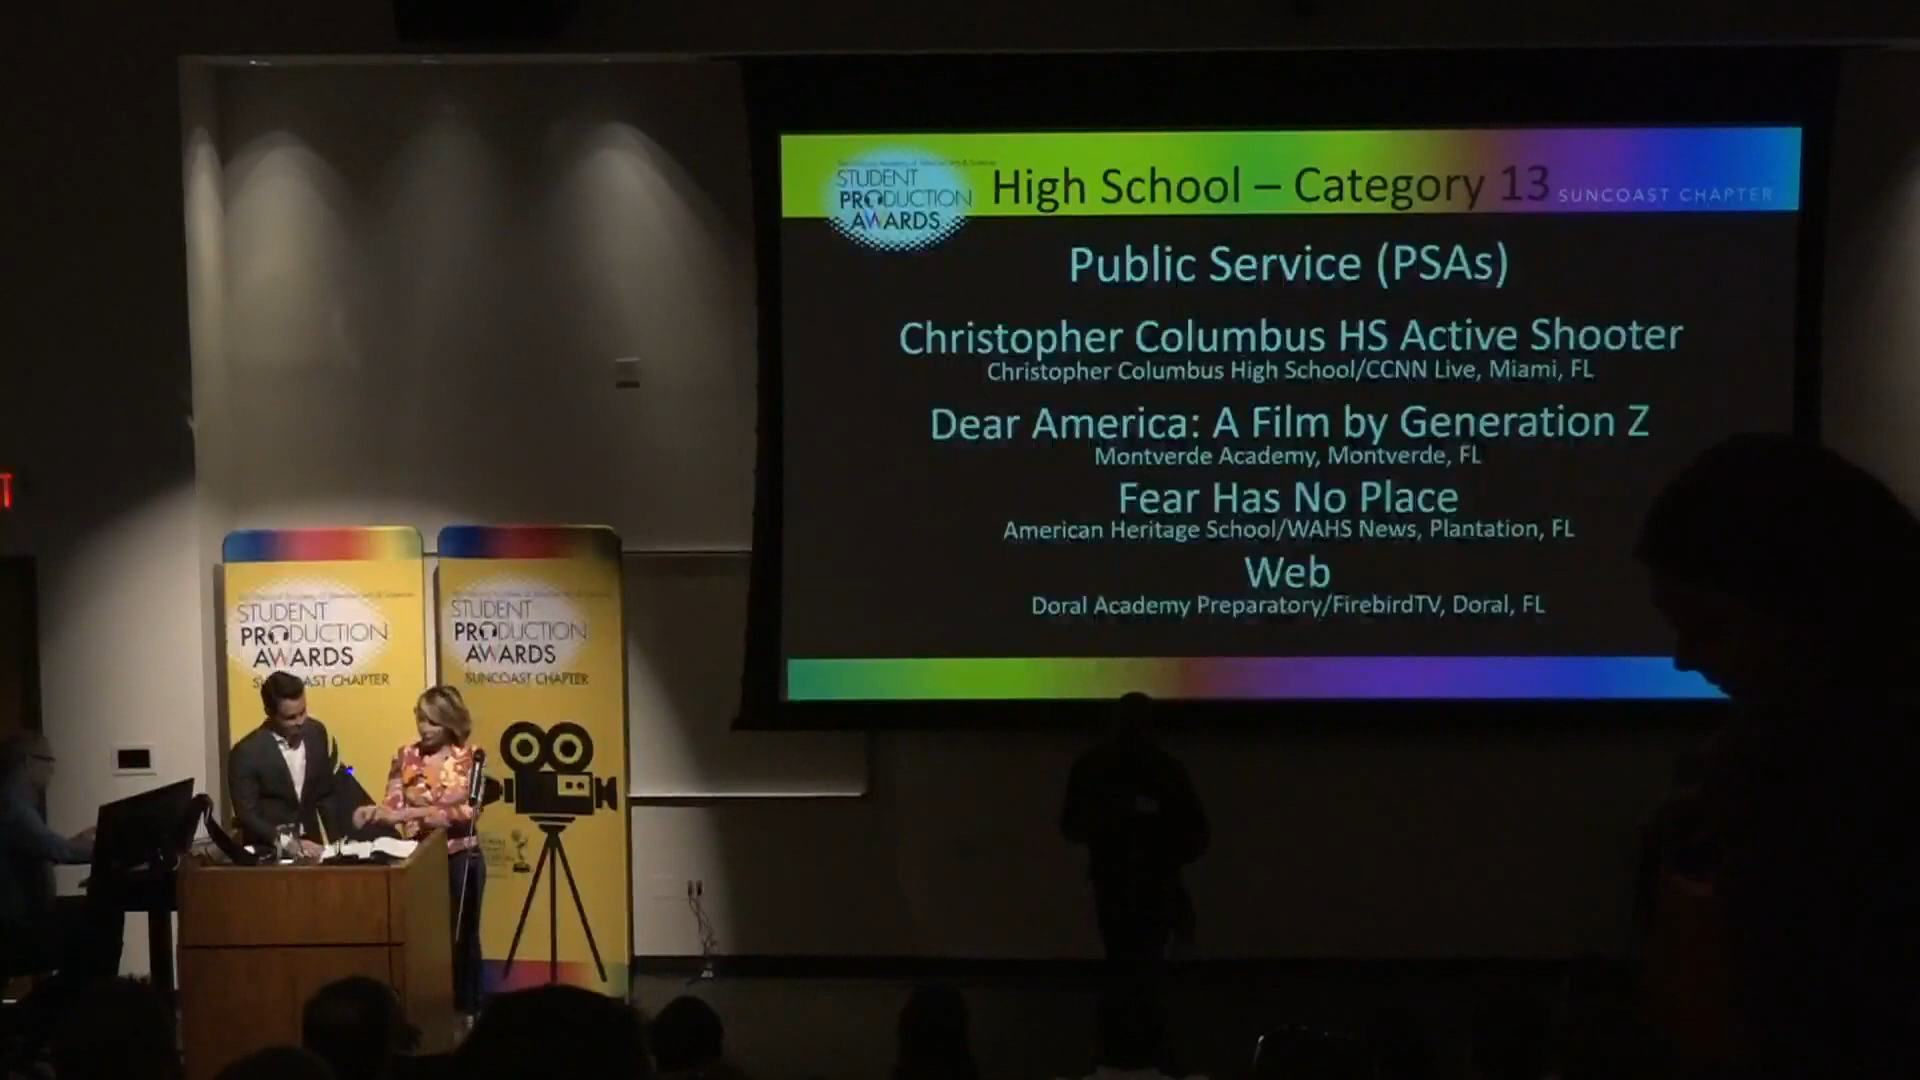 STUDENT
PRODUCTION
AWARDS
High School – Category 13
SUNCOAST CHAPTER
Public Service (PSAs)
Christopher Columbus HS Active Shooter
Christopher Columbus High School/CCNN Live, Miami, FL
Dear America: A Film by Generation Z
Montverde Academy, Montverde, FL
Fear Has No Place
American Heritage School/WAHS News, Plantation, FL
Web
Doral Academy Preparatory/FirebirdTV, Doral, FL
STUDENT
PRODUCTION
AWARDS
CHAPTER
STUDENT
PRODUCTION
AWARDS
SUNCOAST CHAPTER